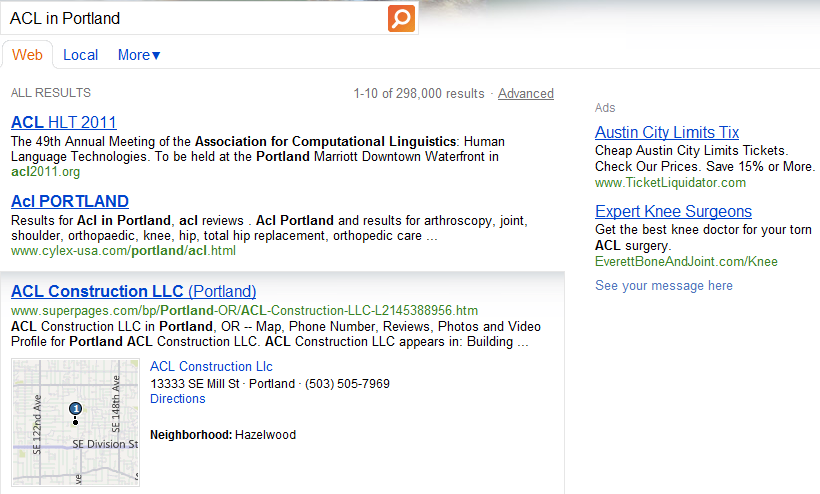 ACL in Portland
Web Local More▼
ALL RESULTS 1-10 of 298,000 results · Advanced
ACL HLT 2011
The 49th Annual Meeting of the Association for Computational Linguistics: Human
Language Technologies. To be held at the Portland Marriott Downtown Waterfront in
acl2011.org
Acl PORTLAND
Results for Acl in Portland, acl reviews . Acl Portland and results for arthroscopy, joint,
shoulder, orthopaedic, knee, hip, total hip replacement, orthopedic care ...
www.cylex-usa.com/portland/acl.html
ACL Construction LLC (Portland)
www.superpages.com/bp/Portland-OR/ACL-Construction-LLC-L2145388956.htm
ACL Construction LLC in Portland, OR -- Map, Phone Number, Reviews, Photos and Video
Profile for Portland ACL Construction LLC. ACL Construction LLC appears in: Building ...
SE 122nd Ave
1
SE 148th Ave
SE Division St
ve
S
ACL Construction Llc
13333 SE Mill St · Portland · (503) 505-7969
Directions
Neighborhood: Hazelwood
Ads
Austin City Limits Tix
Cheap Austin City Limits Tickets.
Check Our Prices. Save 15% or More.
www.TicketLiquidator.com
Expert Knee Surgeons
Get the best knee doctor for your torn
ACL surgery.
EverettBoneAndJoint.com/Knee
See your message here